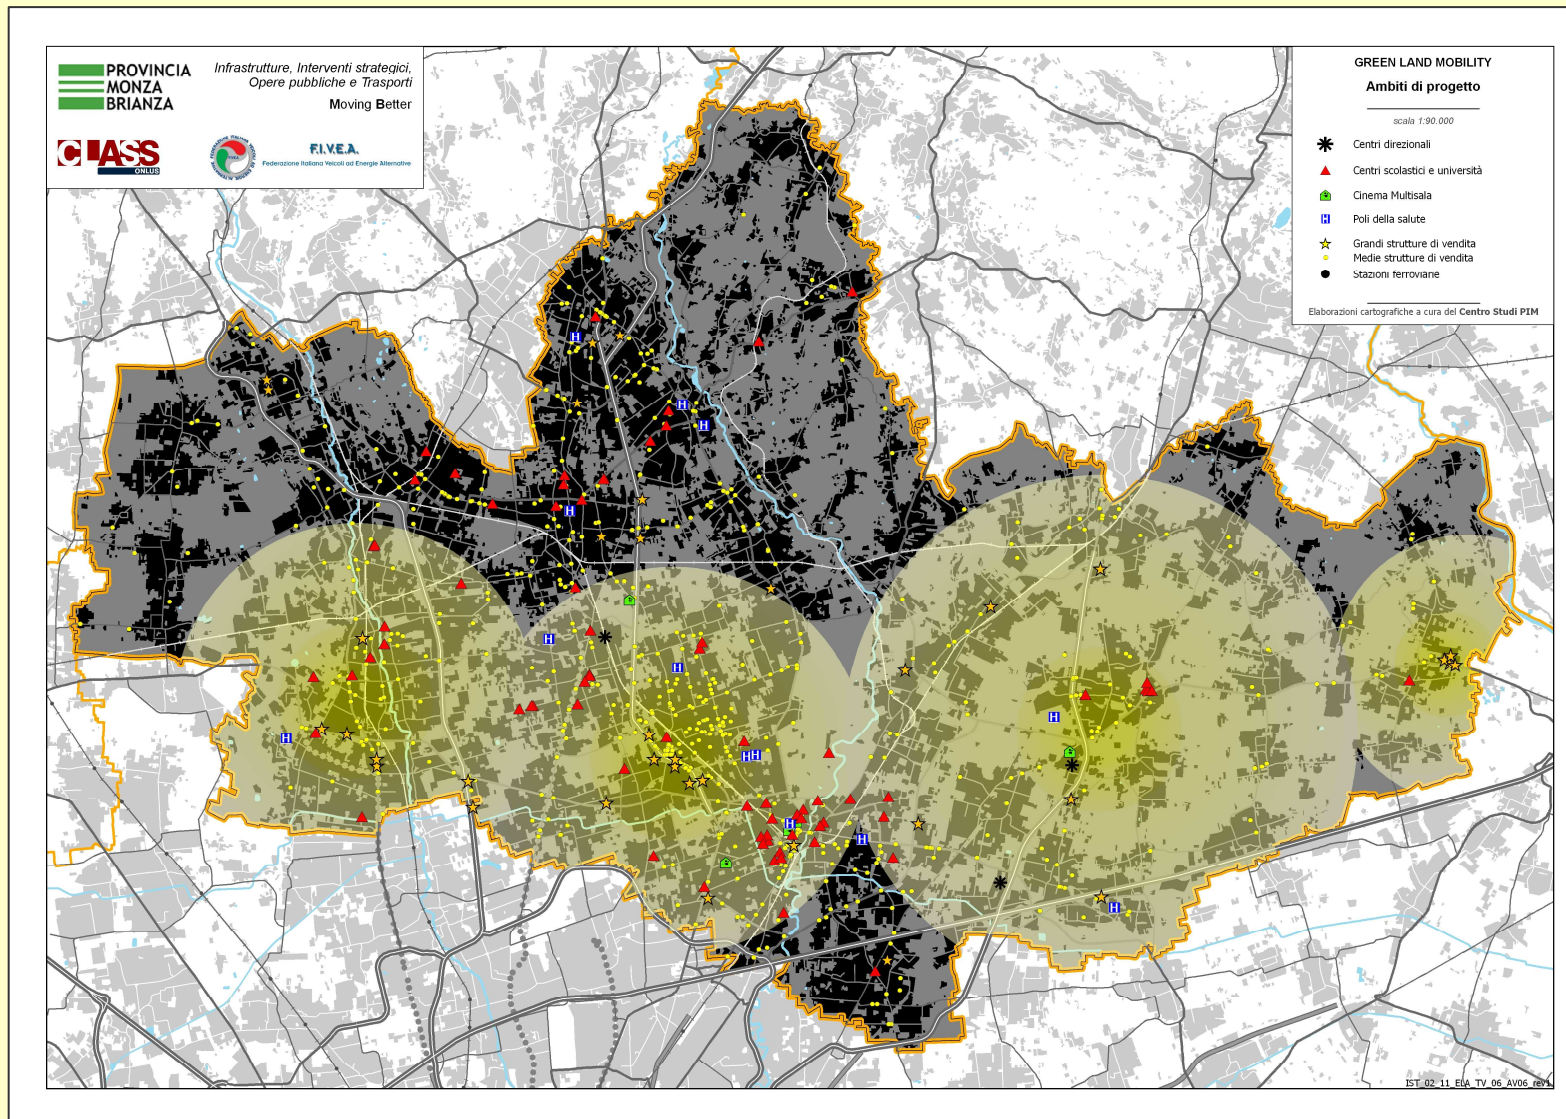 PROVINCIA
MONZA
BRIANZA
Infrastrutture, Interventi strategici,
Opere pubbliche e Trasporti
Moving Better
CLASS
ONLUS
FIVEA
F.I.V.E.A.
Federazione Italiana Veicoli ad Energie Alternative
GREEN LAND MOBILITY
Ambiti di progetto
scala 1:90.000
Centri direzionali
Centri scolastici e università
Cinema Multisala
H Poli della salute
Grandi strutture di vendita
Medie strutture di vendita
Stazioni ferroviarie
Elaborazioni cartografiche a cura del Centro Studi PIM
H
H
H
H
H
H
H
H
H
H
H
H
H
H
IST_02_11_ELA_TV_06_AV06_rev1